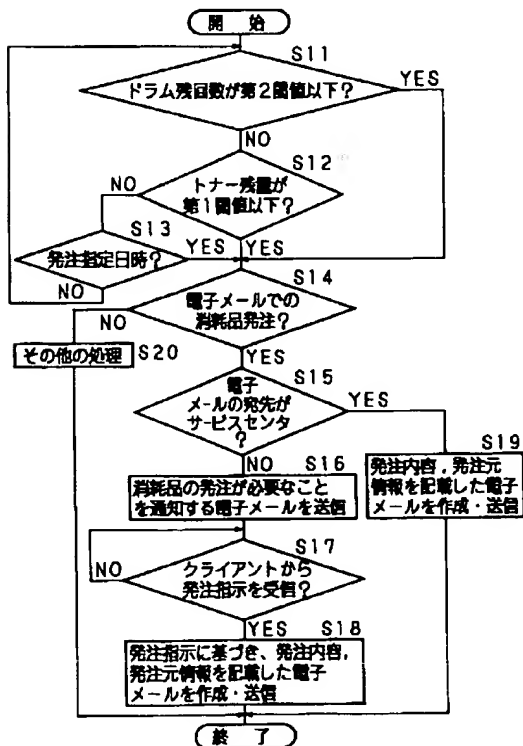 開 始
S11
ドラム残回数が第2閾値以下?
YES
NO
S12
トナー残量が
第1閾値以下?
NO
S13
発注指定日時?
YES
YES
NO
S14
電子メールでの
消耗品発注?
NO
その他の処理
S20
YES
S15
電子
メールの宛先が
サービスセンタ
?
YES
NO
S16
消耗品の発注が必要なこと
を通知する電子メールを送信
S19
発注内容,発注元
情報を記載した電子
メールを作成・送信
S17
クライアントから
発注指示を受信?
NO
YES
S18
発注指示に基づき、発注内容,
発注元情報を記載した電子
メールを作成・送信
終 了